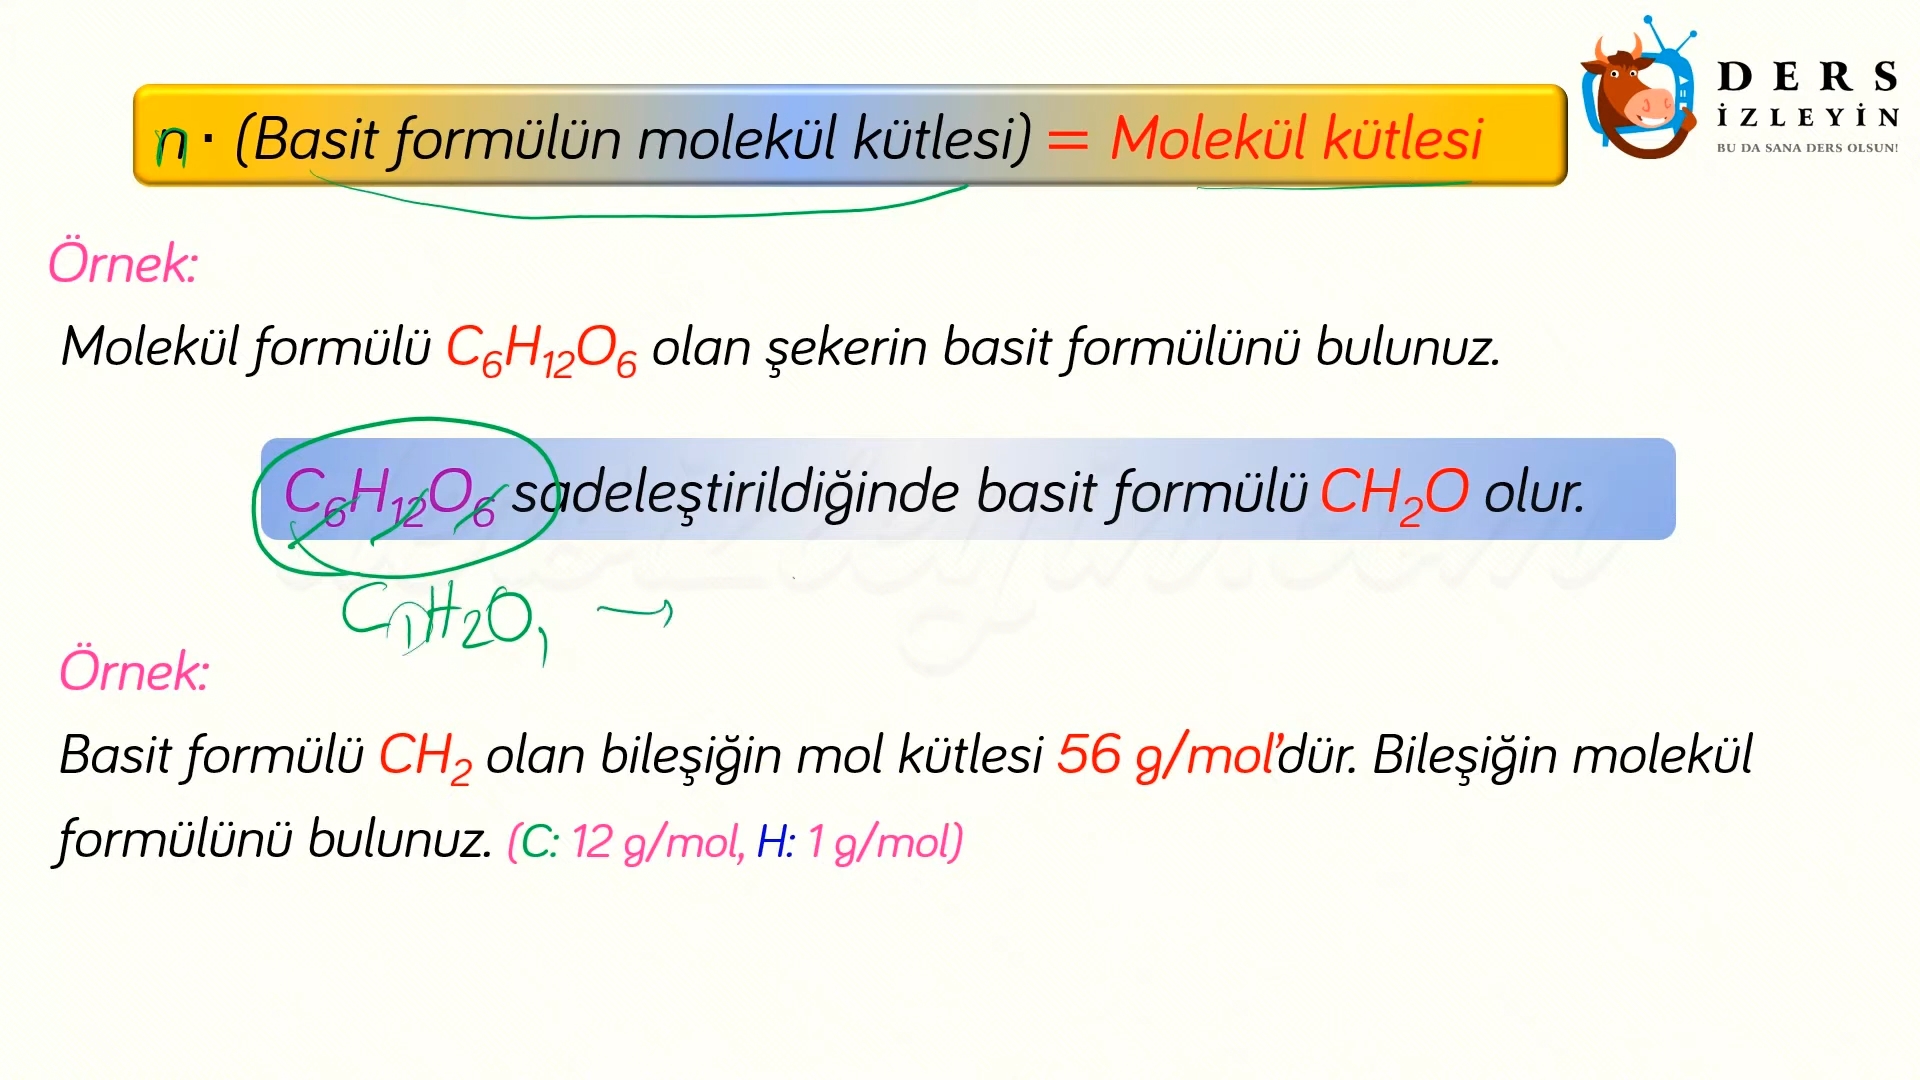 DERS
İZLEYİN
BU DA SANA DERS OLSUN!
n · (Basit formülün molekül kütlesi) = Molekül kütlesi
Örnek:
Molekül formülü C₆H₁₂O₆ olan şekerin basit formülünü bulunuz.
C₆H₁₂O₆ sadeleştirildiğinde basit formülü CH₂O olur.
C₁H₂O₁ →
Örnek:
Basit formülü CH₂ olan bileşiğin mol kütlesi 56 g/mol’dür. Bileşiğin molekül
formülünü bulunuz. (C: 12 g/mol, H: 1 g/mol)